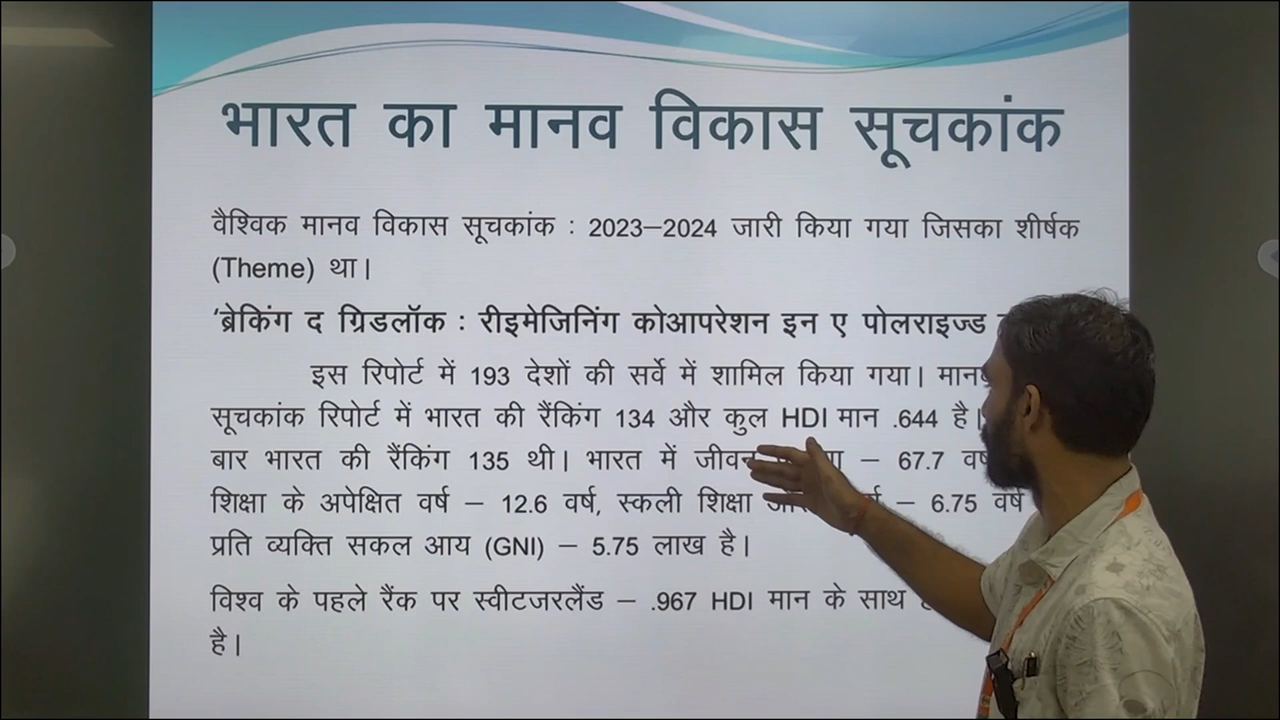 भारत का मानव विकास सूचकांक
वैश्विक मानव विकास सूचकांक : 2023–2024 जारी किया गया जिसका शीर्षक
(Theme) था।
‘ब्रेकिंग द ग्रिडलॉक : रीइमेजिनिंग कोआपरेशन इन ए पोलराइज्ड
इस रिपोर्ट में 193 देशों की सर्वे में शामिल किया गया।
सूचकांक रिपोर्ट में भारत की रैंकिंग 134 और कुल HDI मान .644 है।
बार भारत की रैंकिंग 135 थी। भारत में – 67.7
शिक्षा के अपेक्षित वर्ष – 12.6 वर्ष, स्कली शिक्षा – 6.75 वर्ष
प्रति व्यक्ति सकल आय (GNI) – 5.75 लाख है।
विश्व के पहले रैंक पर स्वीटजरलैंड – .967 HDI मान के साथ
है।